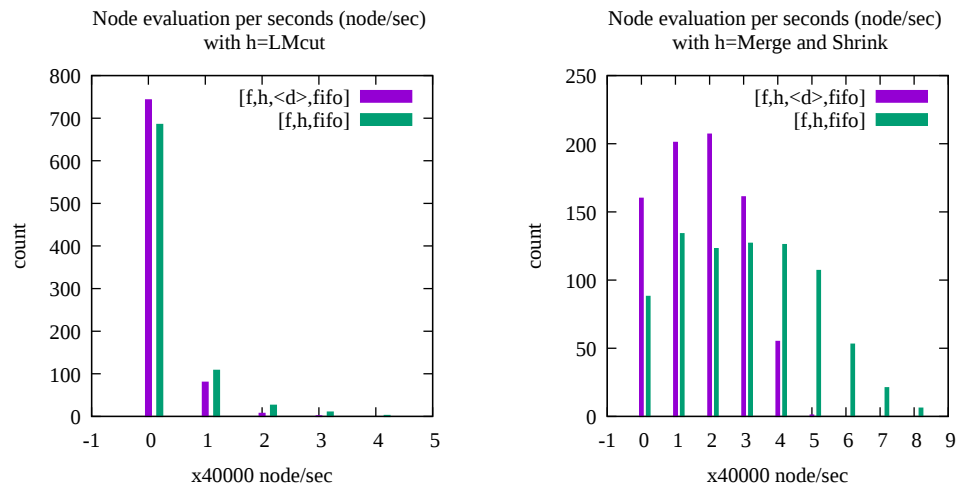 Node evaluation per seconds (node/sec)
with h=LMcut
800
700
600
500
400
300
200
100
0
count
[f,h,<d>,fifo]
[f,h,fifo]
-1 0 1 2 3 4 5
x40000 node/sec
Node evaluation per seconds (node/sec)
with h=Merge and Shrink
250
200
150
100
50
0
count
[f,h,<d>,fifo]
[f,h,fifo]
-1 0 1 2 3 4 5 6 7 8 9
x40000 node/sec